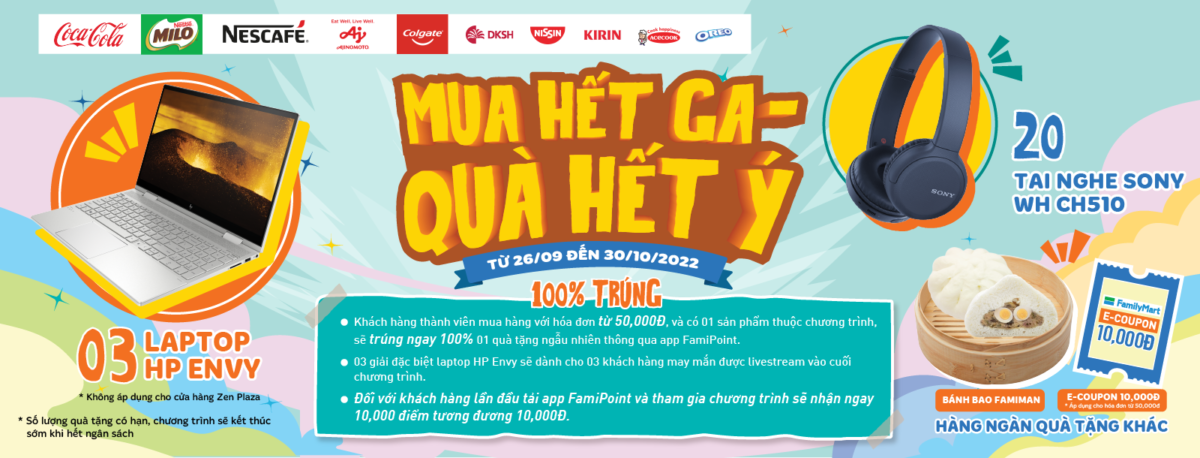 Coca-Cola
Nestlé
MILO
NESCAFÉ
Eat Well, Live Well.
Aj
AJINOMOTO
Colgate
DKSH
NISSIN
KIRIN
Cook happiness
ACECOOK
OREO
MUA HẾT GA-
QUÀ HẾT Ý
TỪ 26/09 ĐẾN 30/10/2022
03 LAPTOP
HP ENVY
* Không áp dụng cho cửa hàng Zen Plaza
* Số lượng quà tặng có hạn, chương trình sẽ kết thúc
sớm khi hết ngân sách
100% TRÚNG
Khách hàng thành viên mua hàng với hóa đơn từ 50,000Đ, và có 01 sản phẩm thuộc chương trình,
sẽ trúng ngay 100% 01 quà tặng ngẫu nhiên thông qua app FamiPoint.
03 giải đặc biệt laptop HP Envy sẽ dành cho 03 khách hàng may mắn được livestream vào cuối
chương trình.
Đối với khách hàng lần đầu tải app FamiPoint và tham gia chương trình sẽ nhận ngay
10,000 điểm tương đương 10,000Đ.
SONY
20
TAI NGHE SONY
WH CH510
FamilyMart
E-COUPON
10,000Đ
BÁNH BAO FAMIMAN
E-COUPON 10,000Đ
* Áp dụng cho hóa đơn từ 50,000đ
HÀNG NGÀN QUÀ TẶNG KHÁC